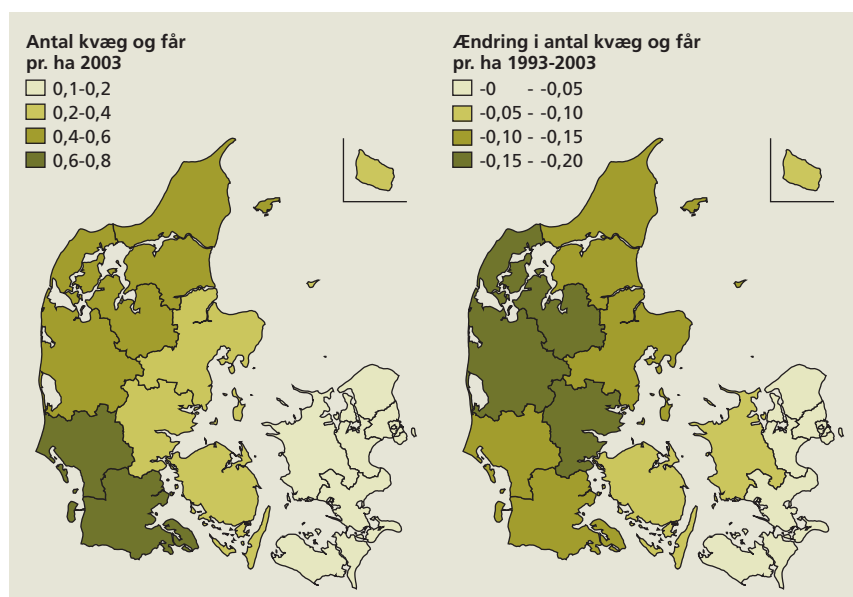 Antal kvæg og får
pr. ha 2003
0,1-0,2
0,2-0,4
0,4-0,6
0,6-0,8
Ændring i antal kvæg og får
pr. ha 1993-2003
-0 - -0,05
-0,05 - -0,10
-0,10 - -0,15
-0,15 - -0,20